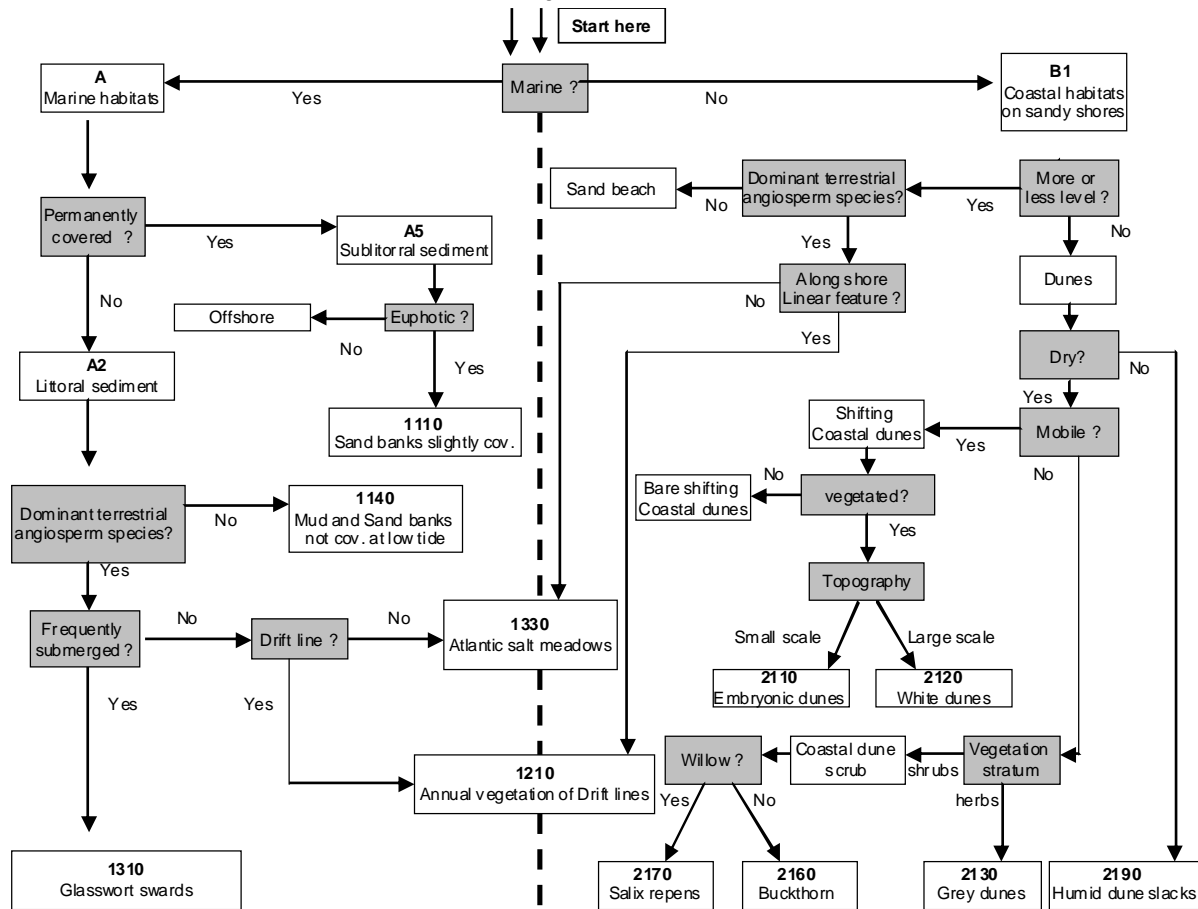 Start here
A
Marine habitats
Yes
Marine ?
No
B1
Coastal habitats
on sandy shores
Sand beach
No
Dominant terrestrial
angiosperm species?
Yes
More or
less level ?
Permanently
covered ?
Yes
A5
Sublitorral sediment
Yes
No
No
Along shore
Linear feature ?
No
Dunes
Offshore
Euphotic ?
No
Yes
Yes
Dry?
No
A2
Littoral sediment
Yes
1110
Sand banks slightly cov.
Shifting
Coastal dunes
Yes
Mobile ?
No
Dominant terrestrial
angiosperm species?
No
1140
Mud and Sand banks
not cov. at low tide
Bare shifting
Coastal dunes
No
vegetated?
Yes
Yes
Topography
Frequently
submerged ?
No
Drift line ?
No
1330
Atlantic salt meadows
Small scale
Large scale
Yes
Yes
2110
Embryonic dunes
2120
White dunes
1210
Annual vegetation of Drift lines
Willow ?
Coastal dune
scrub
shrubs
Vegetation
stratum
Yes
No
herbs
1310
Glasswort swards
2170
Salix repens
2160
Buckthorn
2130
Grey dunes
2190
Humid dune slacks